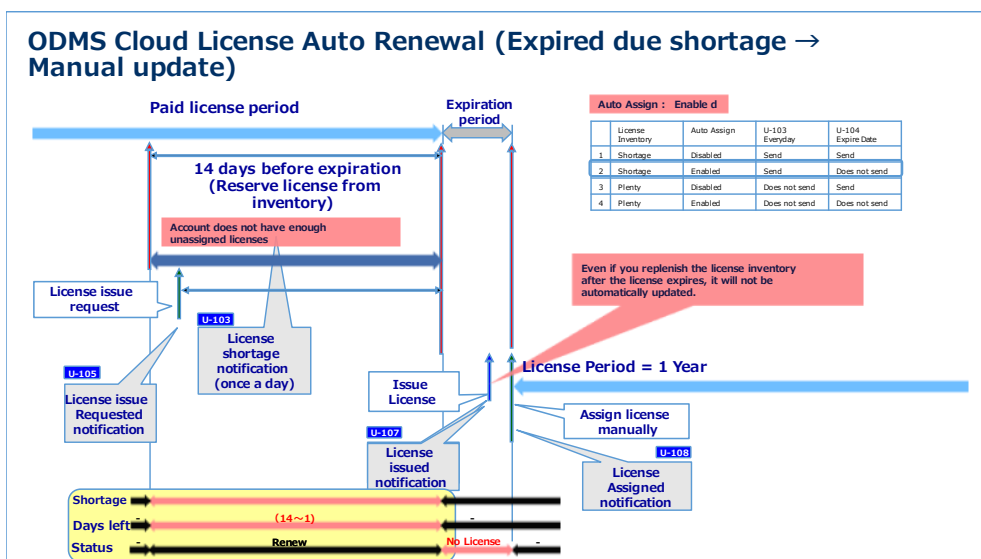 ODMS Cloud License Auto Renewal (Expired due shortage →
Manual update)
Paid license period
Expiration
period
Auto Assign : Enable d
License
Inventory
Auto Assign
U-103
Everyday
U-104
Expire Date
1 Shortage Disabled Send Send
2 Shortage Enabled Send Does not send
3 Plenty Disabled Does not send Send
4 Plenty Enabled Does not send Does not send
14 days before expiration
(Reserve license from
inventory)
Account does not have enough
unassigned licenses
Even if you replenish the license inventory
after the license expires, it will not be
automatically updated.
License issue
request
U-103
License
shortage
notification
(once a day)
U-105
License issue
Requested
notification
Issue
License
License Period = 1 Year
Assign license
manually
U-107
License
issued
notification
U-108
License
Assigned
notification
Shortage
Days left - (14～1) -
Status - Renew No License -